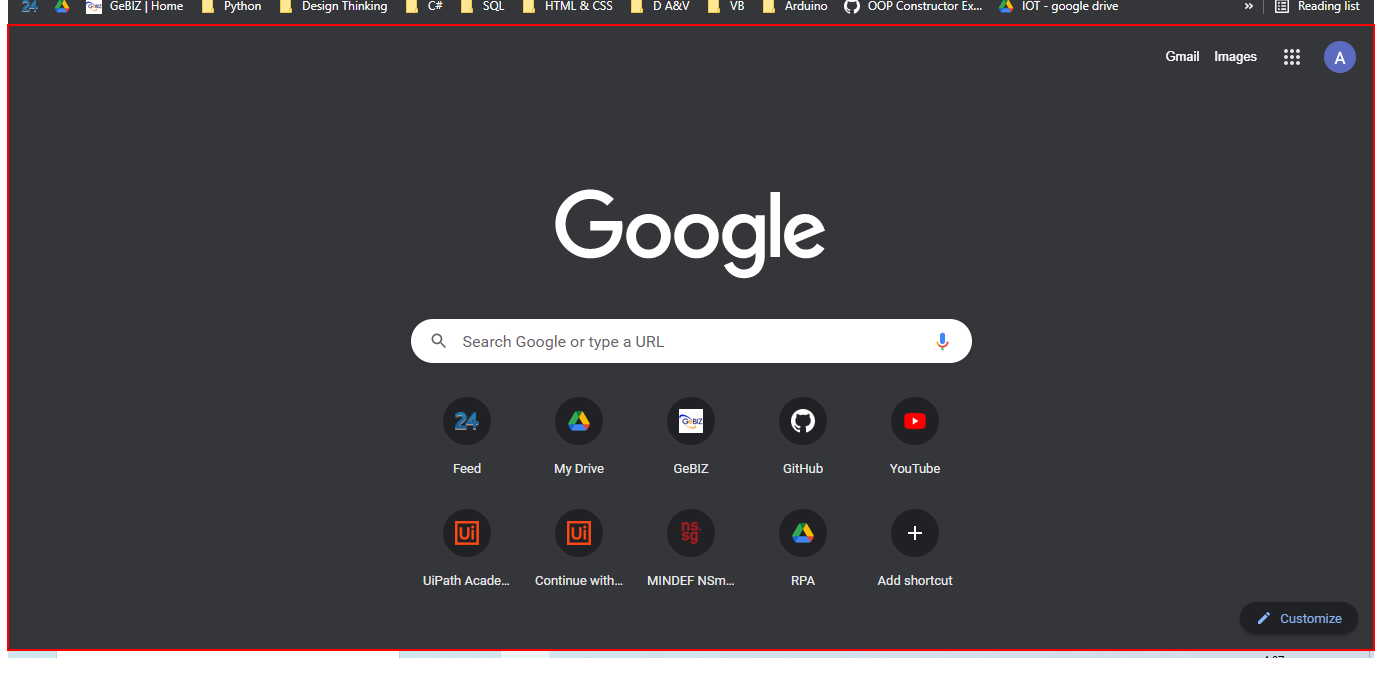 24 GeBIZ | Home Python Design Thinking C# SQL HTML & CSS D A&V VB Arduino OOP Constructor Ex... IOT - google drive » Reading list
Gmail Images A
Google
Search Google or type a URL
24 GeBIZ
Feed My Drive GeBIZ GitHub YouTube
Ui Ui ns.sg
UiPath Acade... Continue with... MINDEF NSm... RPA Add shortcut
Customize